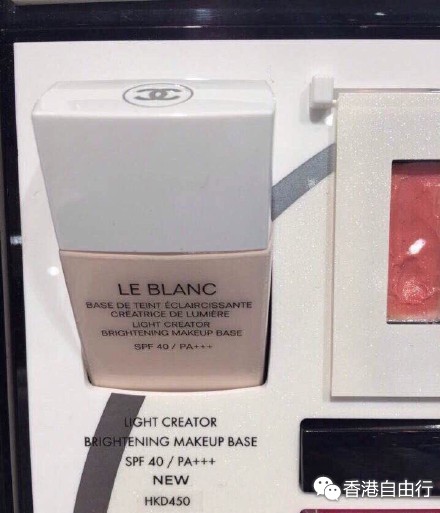 LE BLANC
BASE DE TEINT ÉCLAIRCISSANTE
CRÉATRICE DE LUMIÈRE
LIGHT CREATOR
BRIGHTENING MAKEUP BASE
SPF 40 / PA+++
LIGHT CREATOR
BRIGHTENING MAKEUP BASE
SPF 40 / PA+++
NEW
HKD450
香港自由行